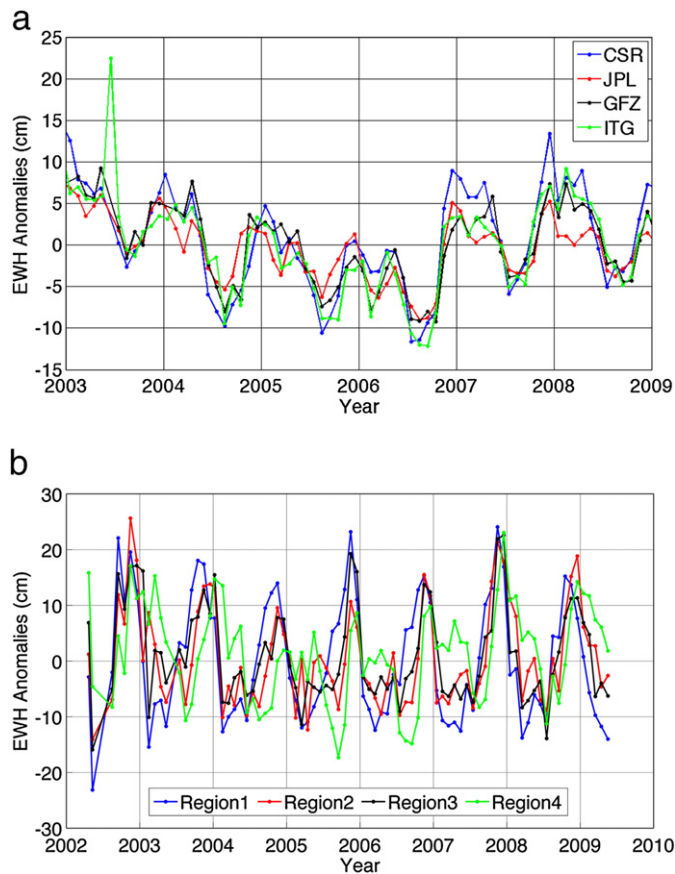 a
EWH Anomalies (cm)
25
20
15
10
5
0
-5
-10
-15
CSR
JPL
GFZ
ITG
2003 2004 2005 2006 2007 2008 2009
Year
b
EWH Anomalies (cm)
30
20
10
0
-10
-20
-30
Region1 Region2 Region3 Region4
2002 2003 2004 2005 2006 2007 2008 2009 2010
Year